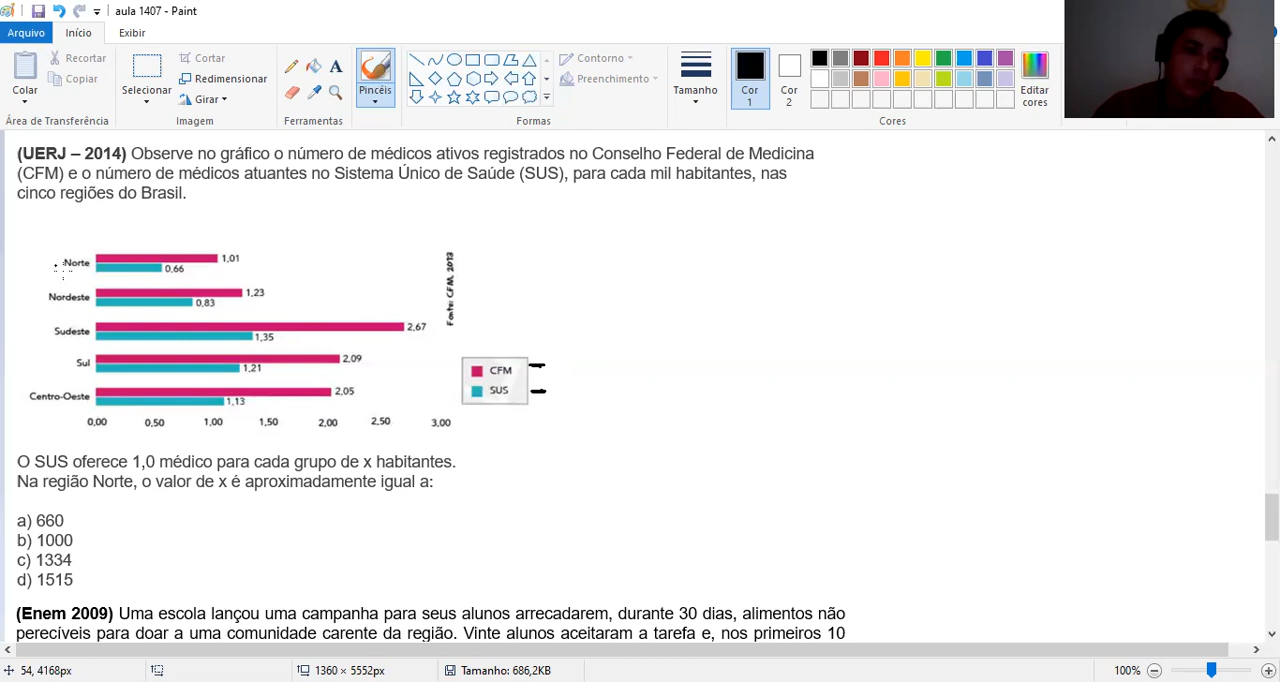 aula 1407 - Paint
Arquivo
Início
Exibir
Colar
Recortar
Copiar
Área de Transferência
Selecionar
Cortar
Redimensionar
Girar
Imagem
A
Ferramentas
Pincéis
Contorno
Preenchimento
Formas
Tamanho
Cor
1
Cor
2
Editar
cores
Cores
(UERJ – 2014) Observe no gráfico o número de médicos ativos registrados no Conselho Federal de Medicina
(CFM) e o número de médicos atuantes no Sistema Único de Saúde (SUS), para cada mil habitantes, nas
cinco regiões do Brasil.
Norte 1,01
0,66
Nordeste 1,23
0,83
Sudeste 2,67
1,35
Sul 2,09
1,21
Centro-Oeste 2,05
1,13
0,00 0,50 1,00 1,50 2,00 2,50 3,00
Fonte: CFM, 2013
CFM
SUS
O SUS oferece 1,0 médico para cada grupo de x habitantes.
Na região Norte, o valor de x é aproximadamente igual a:
a) 660
b) 1000
c) 1334
d) 1515
(Enem 2009) Uma escola lançou uma campanha para seus alunos arrecadarem, durante 30 dias, alimentos não
perecíveis para doar a uma comunidade carente da região. Vinte alunos aceitaram a tarefa e, nos primeiros 10
54, 4168px
1360 × 5552px
Tamanho: 686,2KB
100%